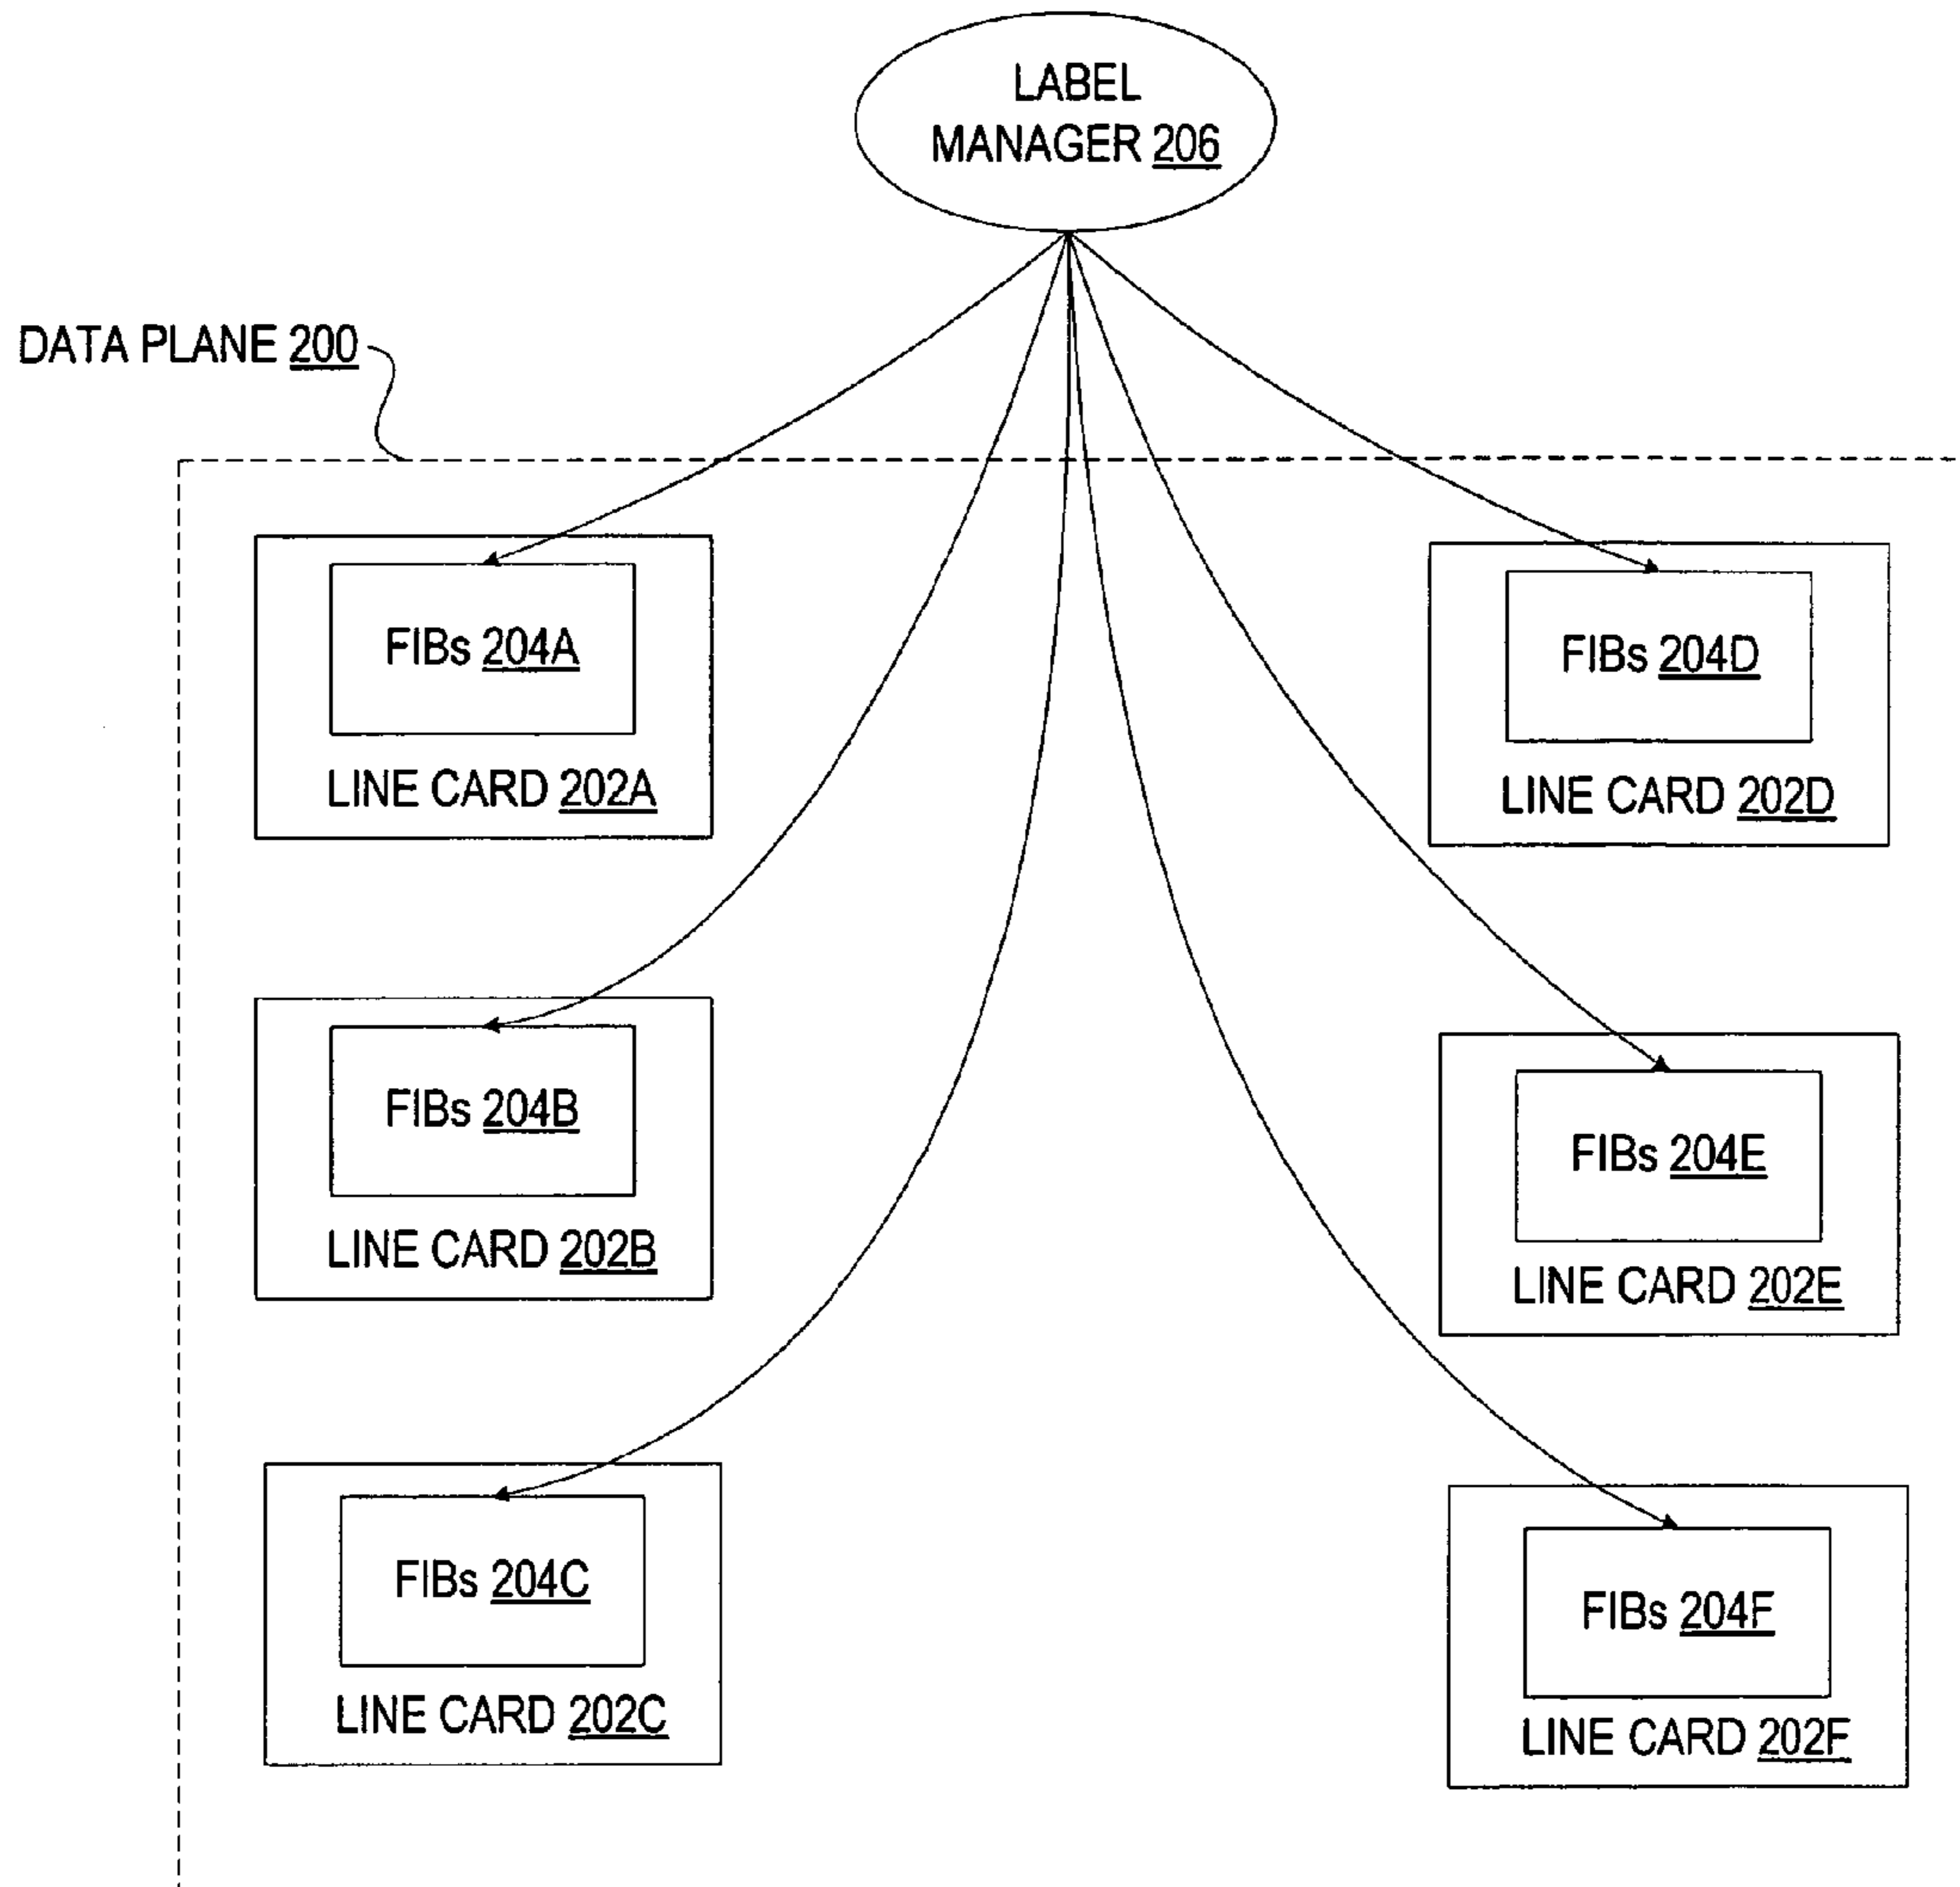 LABEL
MANAGER 206
DATA PLANE 200
FIBs 204A
LINE CARD 202A
FIBs 204D
LINE CARD 202D
FIBs 204B
LINE CARD 202B
FIBs 204E
LINE CARD 202E
FIBs 204C
LINE CARD 202C
FIBs 204F
LINE CARD 202F